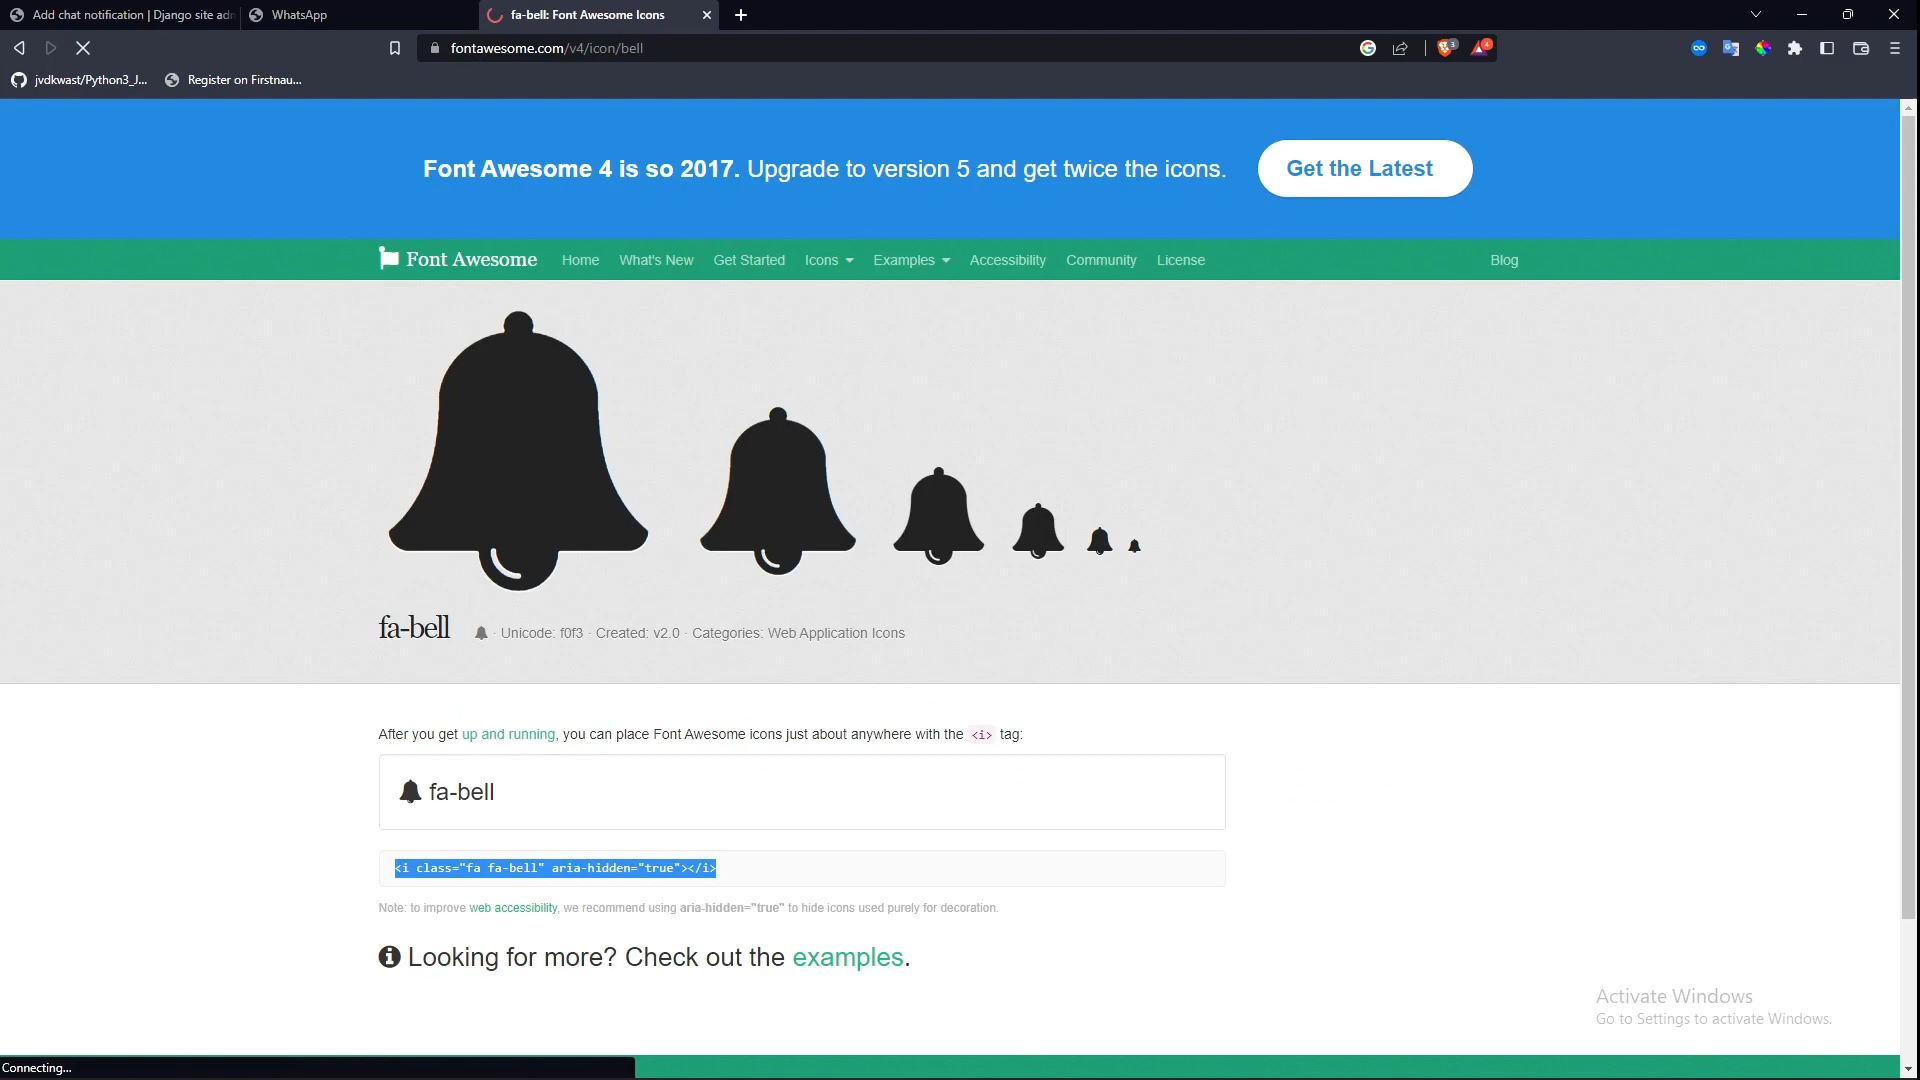 Add chat notification | Django site adn
WhatsApp
fa-bell: Font Awesome Icons
fontawesome.com/v4/icon/bell
3
4
jvdkwast/Python3_J...
Register on Firstnau...
Font Awesome 4 is so 2017. Upgrade to version 5 and get twice the icons.
Get the Latest
Font Awesome
Home
What's New
Get Started
Icons
Examples
Accessibility
Community
License
Blog
fa-bell
· Unicode: f0f3 · Created: v2.0 · Categories: Web Application Icons
After you get up and running, you can place Font Awesome icons just about anywhere with the <i> tag:
fa-bell
<i class="fa fa-bell" aria-hidden="true"></i>
Note: to improve web accessibility, we recommend using aria-hidden="true" to hide icons used purely for decoration.
Looking for more? Check out the examples.
Activate Windows
Go to Settings to activate Windows.
Connecting...